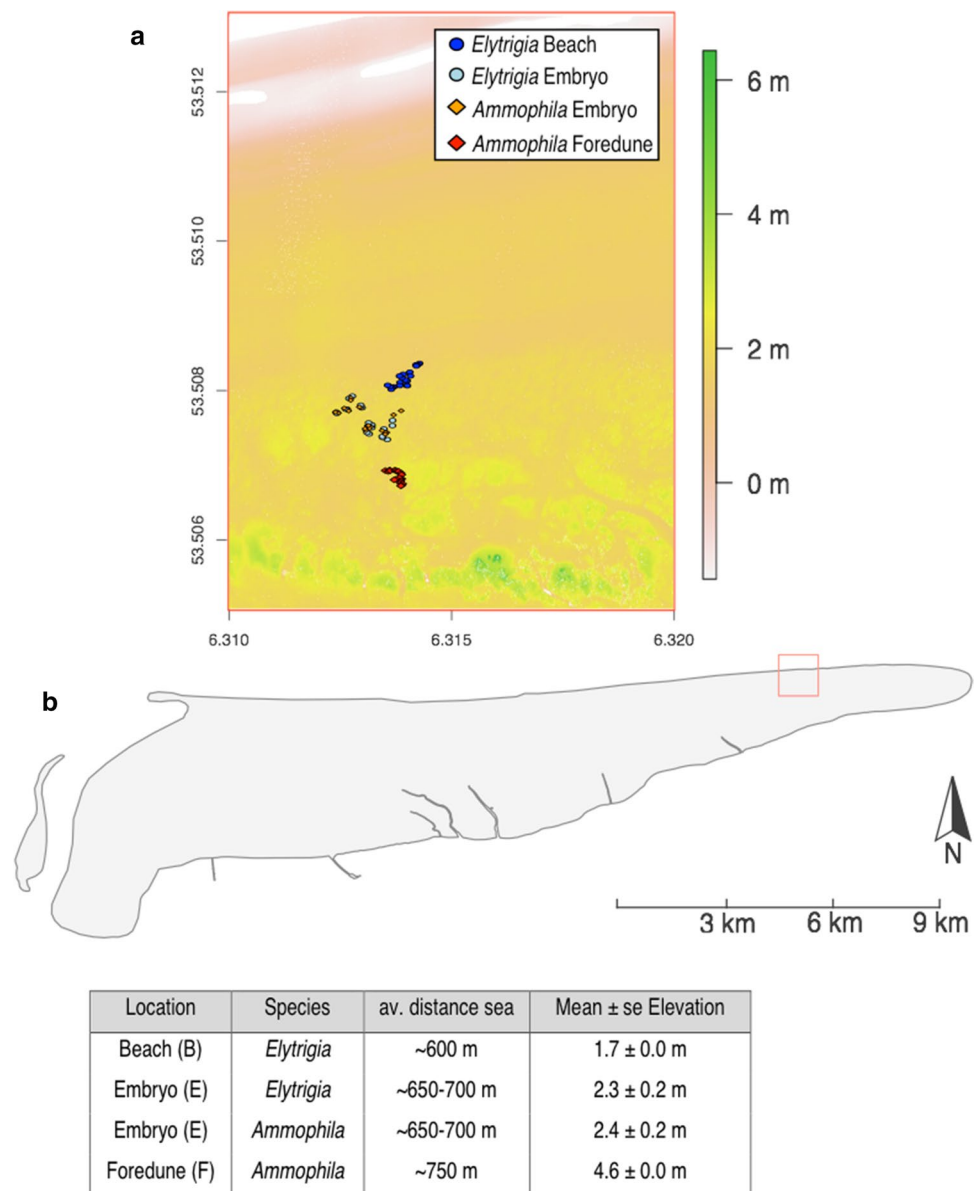 a
Elytrigia Beach
Elytrigia Embryo
Ammophila Embryo
Ammophila Foredune
53.512
53.510
53.508
53.506
6.310
6.315
6.320
6 m
4 m
2 m
0 m
b
N
3 km 6 km 9 km
Location Species av. distance sea Mean ± se Elevation
Beach (B) Elytrigia ~600 m 1.7 ± 0.0 m
Embryo (E) Elytrigia ~650-700 m 2.3 ± 0.2 m
Embryo (E) Ammophila ~650-700 m 2.4 ± 0.2 m
Foredune (F) Ammophila ~750 m 4.6 ± 0.0 m